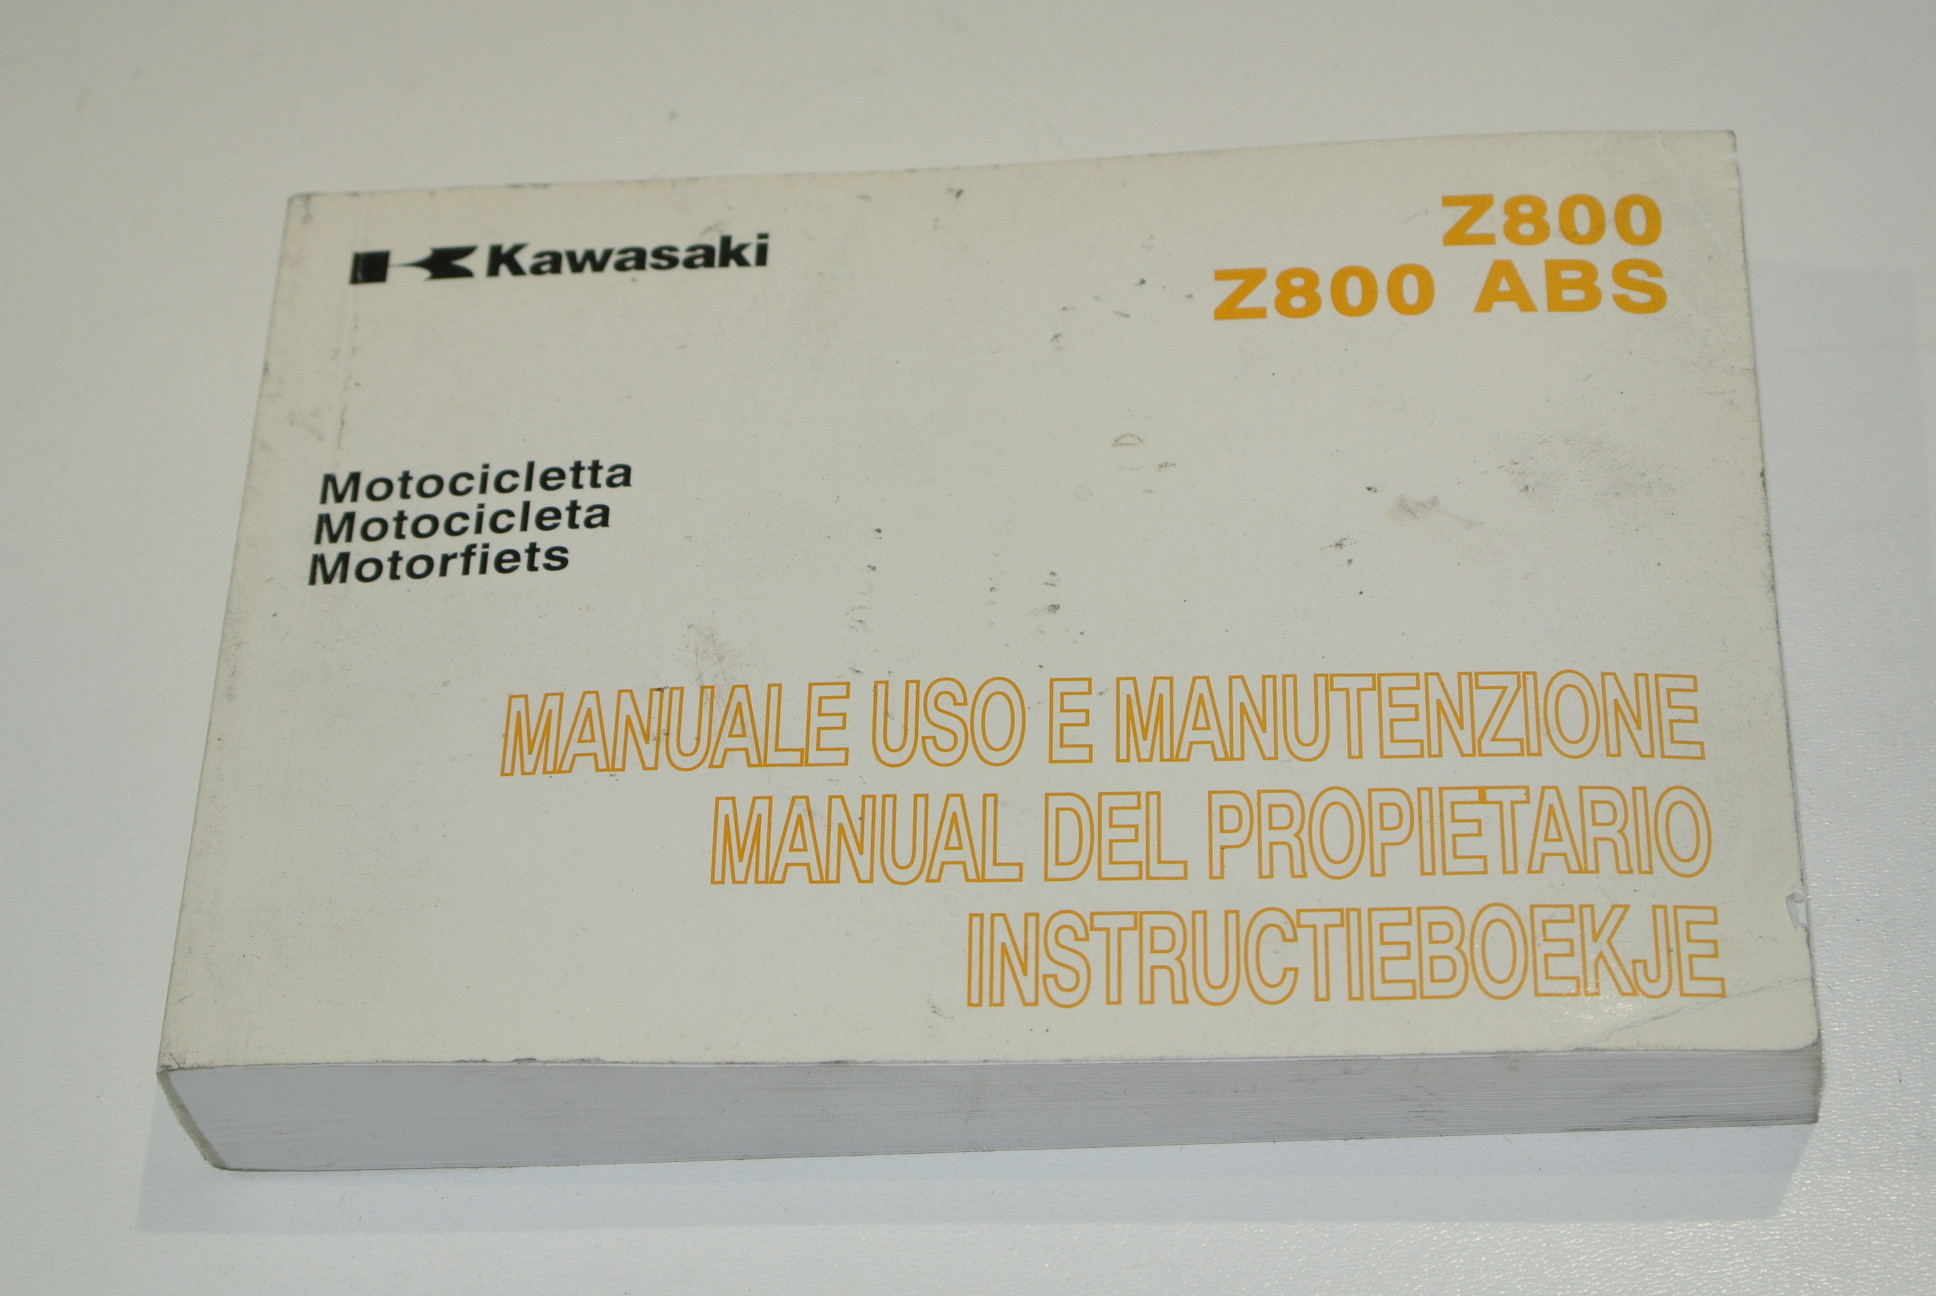 Kawasaki
Z800
Z800 ABS
Motocicletta
Motocicleta
Motorfiets
MANUALE USO E MANUTENZIONE
MANUAL DEL PROPIETARIO
INSTRUCTIEBOEKJE